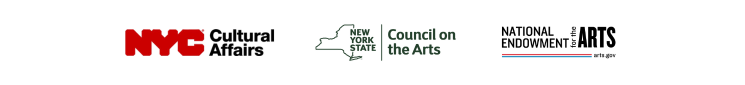 NYC Cultural
Affairs
NEW
YORK
STATE
Council on
the Arts
NATIONAL
ENDOWMENT for the ARTS
arts.gov